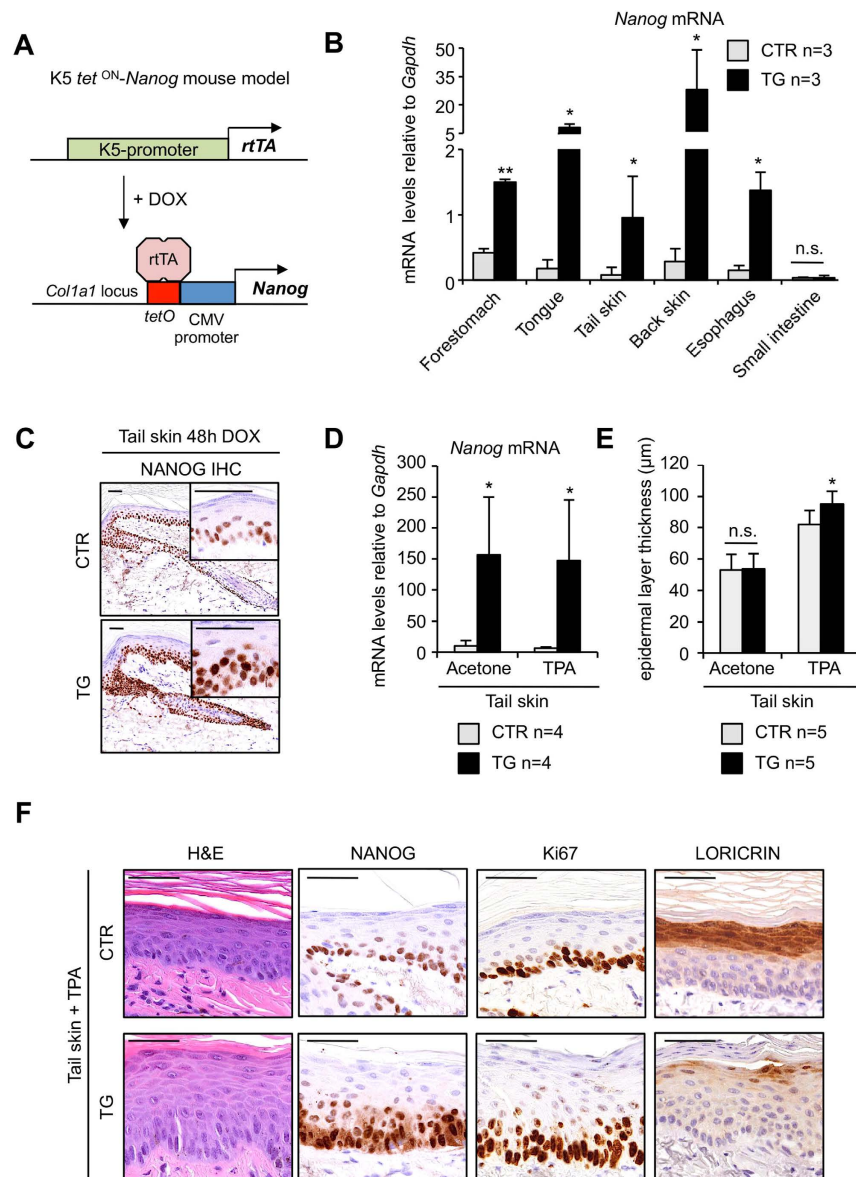 A
K5 tet ON-Nanog mouse model
K5-promoter
rtTA
+ DOX
rtTA
Col1a1 locus
Nanog
tetO
CMV
promoter
B
Nanog mRNA
CTR n=3
TG n=3
mRNA levels relative to Gapdh
50
35
20
5
2
1
0
**
*
*
*
*
n.s.
Forestomach
Tongue
Tail skin
Back skin
Esophagus
Small intestine
C
Tail skin 48h DOX
NANOG IHC
CTR
TG
D
Nanog mRNA
mRNA levels relative to Gapdh
300
250
200
150
100
50
0
*
*
Acetone
TPA
Tail skin
CTR n=4
TG n=4
E
epidermal layer thickness (µm)
120
100
80
60
40
20
0
n.s.
*
Acetone
TPA
Tail skin
CTR n=5
TG n=5
F
H&E
NANOG
Ki67
LORICRIN
Tail skin + TPA
CTR
TG